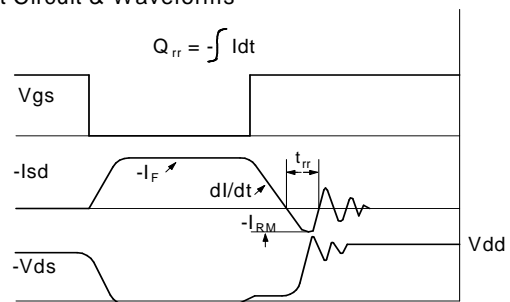 t Circuit & Waveforms
Q rr = - ∫ Idt
Vgs
-Isd
-I F
dI/dt
t rr
-I RM
Vdd
-Vds